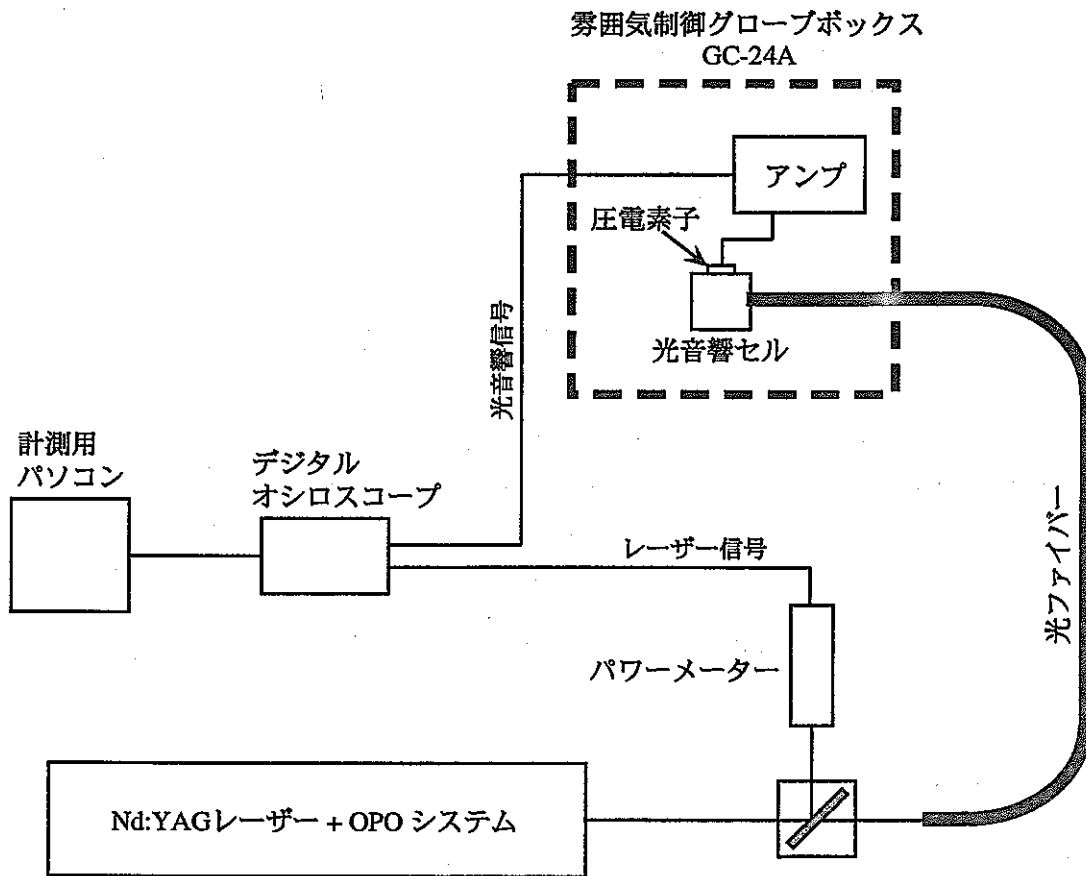 雰囲気制御グローブボックス
GC-24A
アンプ
圧電素子
光音響セル
光音響信号
計測用
パソコン
デジタル
オシロスコープ
レーザー信号
光ファイバー
パワーメーター
Nd:YAGレーザー + OPO システム